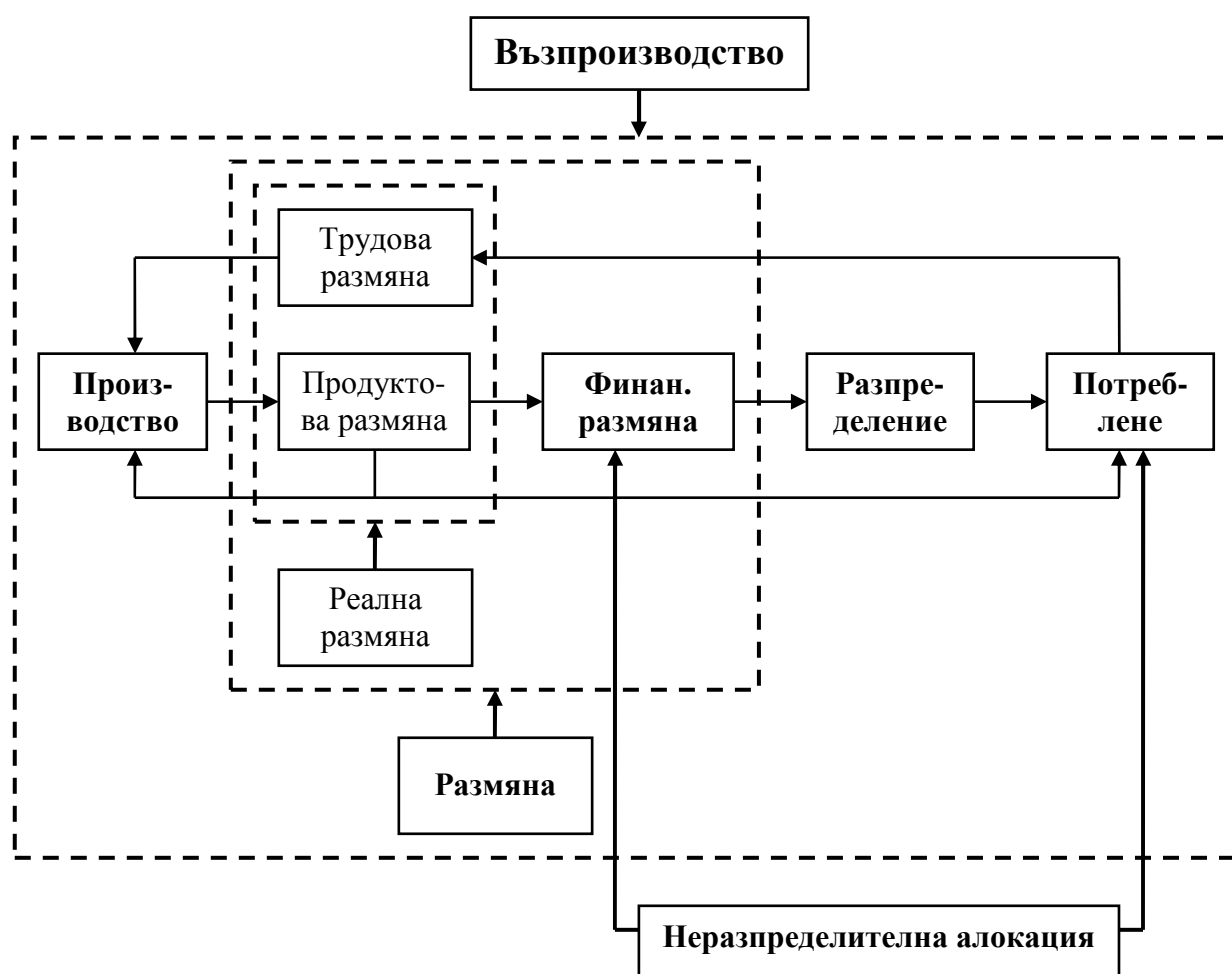 Възпроизводство
Трудова
размяна
Произ-
водство
Продукто-
ва размяна
Финан.
размяна
Разпре-
деление
Потреб-
лене
Реална
размяна
Размяна
Неразпределителна алокация